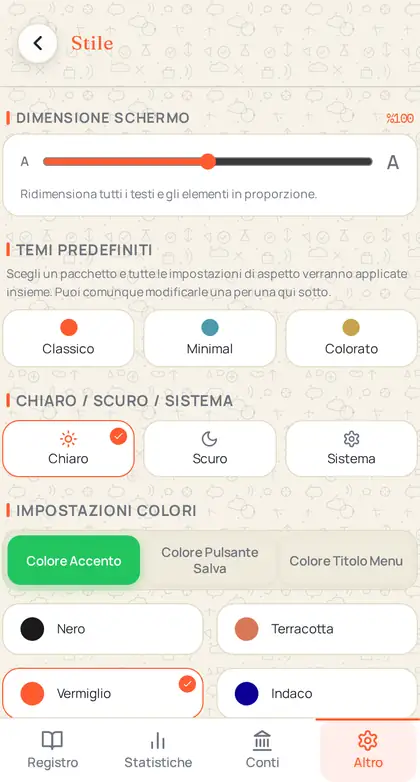 Stile
DIMENSIONE SCHERMO
%100
A
A
Ridimensiona tutti i testi e gli elementi in proporzione.
TEMI PREDEFINITI
Scegli un pacchetto e tutte le impostazioni di aspetto verranno applicate
insieme. Puoi comunque modificarle una per una qui sotto.
Classico
Minimal
Colorato
CHIARO / SCURO / SISTEMA
Chiaro
Scuro
Sistema
IMPOSTAZIONI COLORI
Colore Accento
Colore Pulsante
Salva
Colore Titolo Menu
Nero
Terracotta
Vermiglio
Indaco
Registro
Statistiche
Conti
Altro